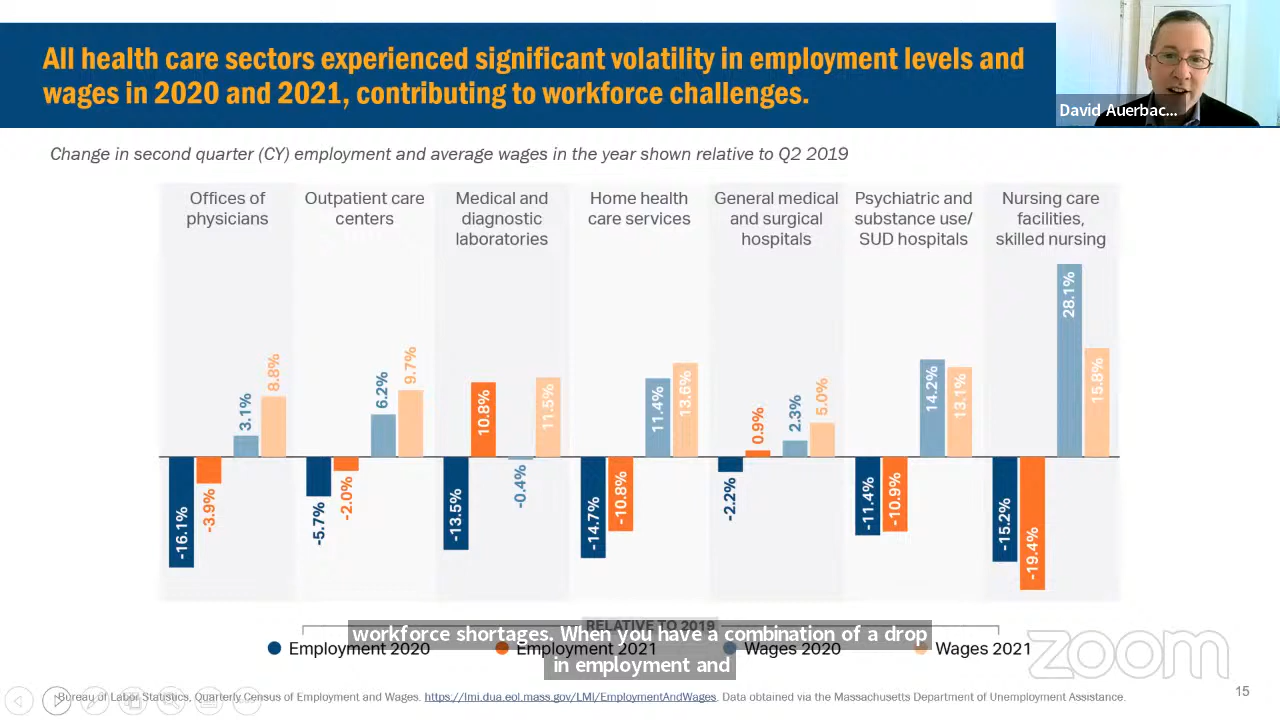 All health care sectors experienced significant volatility in employment levels and
wages in 2020 and 2021, contributing to workforce challenges.
David Auerbac...
Change in second quarter (CY) employment and average wages in the year shown relative to Q2 2019
Offices of
physicians
Outpatient care
centers
Medical and
diagnostic
laboratories
Home health
care services
General medical
and surgical
hospitals
Psychiatric and
substance use/
SUD hospitals
Nursing care
facilities,
skilled nursing
-16.1%
-3.9%
3.1%
8.8%
-5.7%
-2.0%
6.2%
9.7%
-13.5%
10.8%
-0.4%
11.5%
-14.7%
-10.8%
11.4%
13.6%
-2.2%
0.9%
2.3%
5.0%
-11.4%
-10.9%
14.2%
13.1%
-15.2%
-19.4%
28.1%
15.8%
RELATIVE TO 2019
workforce shortages. When you have a combination of a drop
in employment and
Employment 2020
Employment 2021
Wages 2020
Wages 2021
zoom
Bureau of Labor Statistics, Quarterly Census of Employment and Wages. https://lmi.dua.eol.mass.gov/LMI/EmploymentAndWages. Data obtained via the Massachusetts Department of Unemployment Assistance.
15